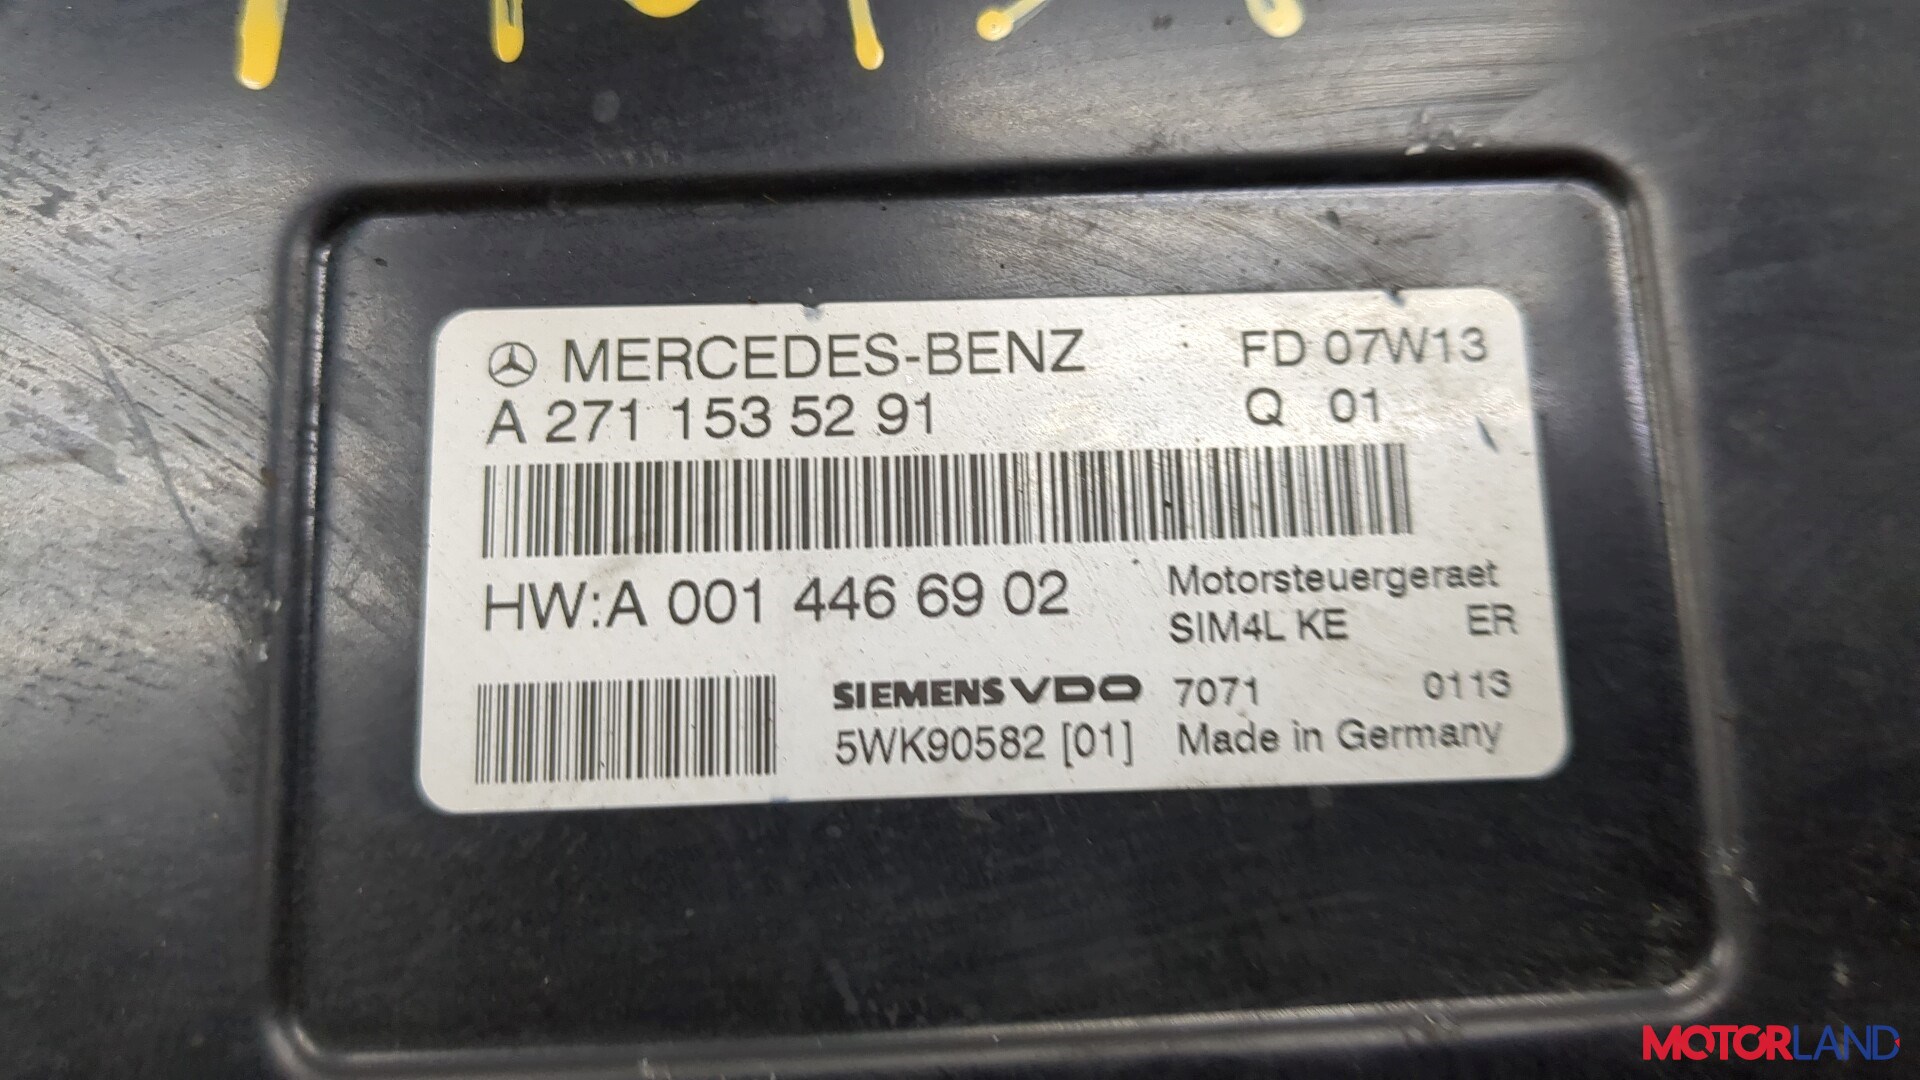 MERCEDES-BENZ FD 07W13
A 271 153 52 91 Q 01
HW:A 001 446 69 02 Motorsteuergeraet
SIM4L KE ER
SIEMENS VDO 7071 0113
5WK90582 [01] Made in Germany
MOTORLAND